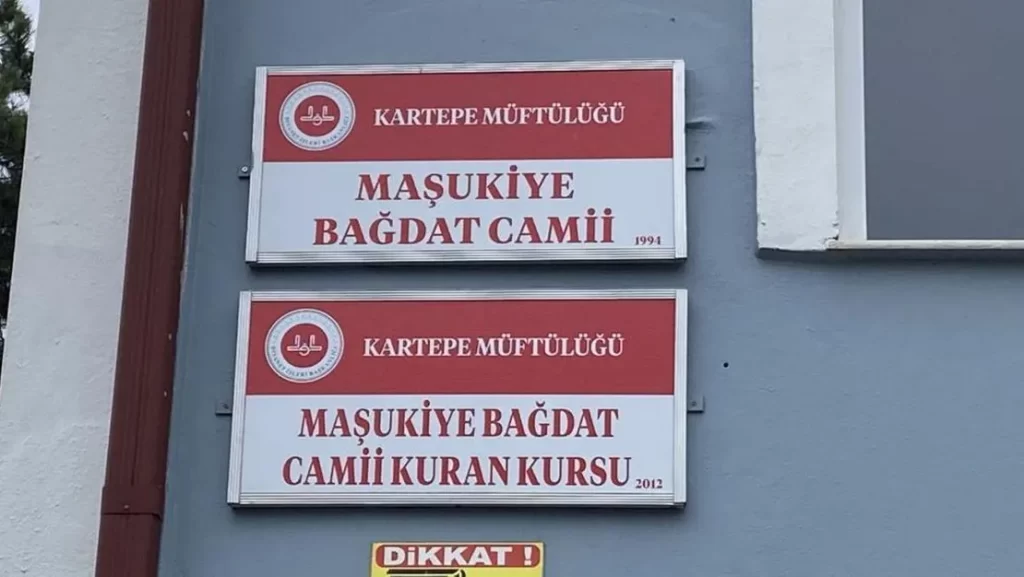 KARTEPE MÜFTÜLÜĞÜ
MAŞUKİYE
BAĞDAT CAMİİ 1994
KARTEPE MÜFTÜLÜĞÜ
MAŞUKİYE BAĞDAT
CAMİİ KURAN KURSU 2012
DİKKAT !